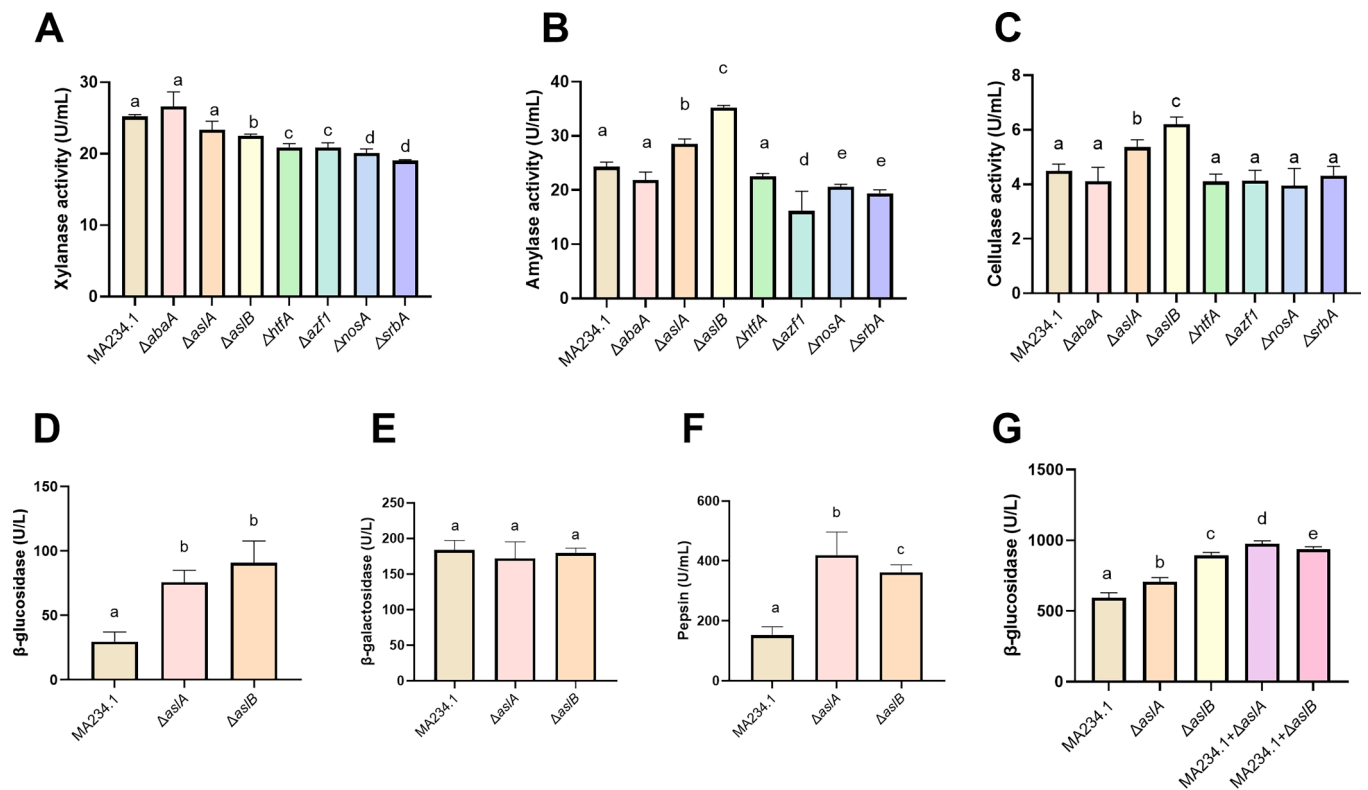 A
Xylanase activity (U/mL)
30
20
10
0
a
a
a
b
c
c
d
d
MA234.1
ΔabaA
ΔaslA
ΔaslB
ΔhtfA
Δazf1
ΔnosA
ΔsrbA
B
Amylase activity (U/mL)
40
30
20
10
0
a
a
b
c
a
d
e
e
MA234.1
ΔabaA
ΔaslA
ΔaslB
ΔhtfA
Δazf1
ΔnosA
ΔsrbA
C
Cellulase activity (U/mL)
8
6
4
2
0
a
a
b
c
a
a
a
a
MA234.1
ΔabaA
ΔaslA
ΔaslB
ΔhtfA
Δazf1
ΔnosA
ΔsrbA
D
β-glucosidase (U/L)
150
100
50
0
a
b
b
MA234.1
ΔaslA
ΔaslB
E
β-galactosidase (U/L)
250
200
150
100
50
0
a
a
a
MA234.1
ΔaslA
ΔaslB
F
Pepsin (U/mL)
600
400
200
0
a
b
c
MA234.1
ΔaslA
ΔaslB
G
β-glucosidase (U/L)
1500
1000
500
0
a
b
c
d
e
MA234.1
ΔaslA
ΔaslB
MA234.1+ΔaslA
MA234.1+ΔaslB